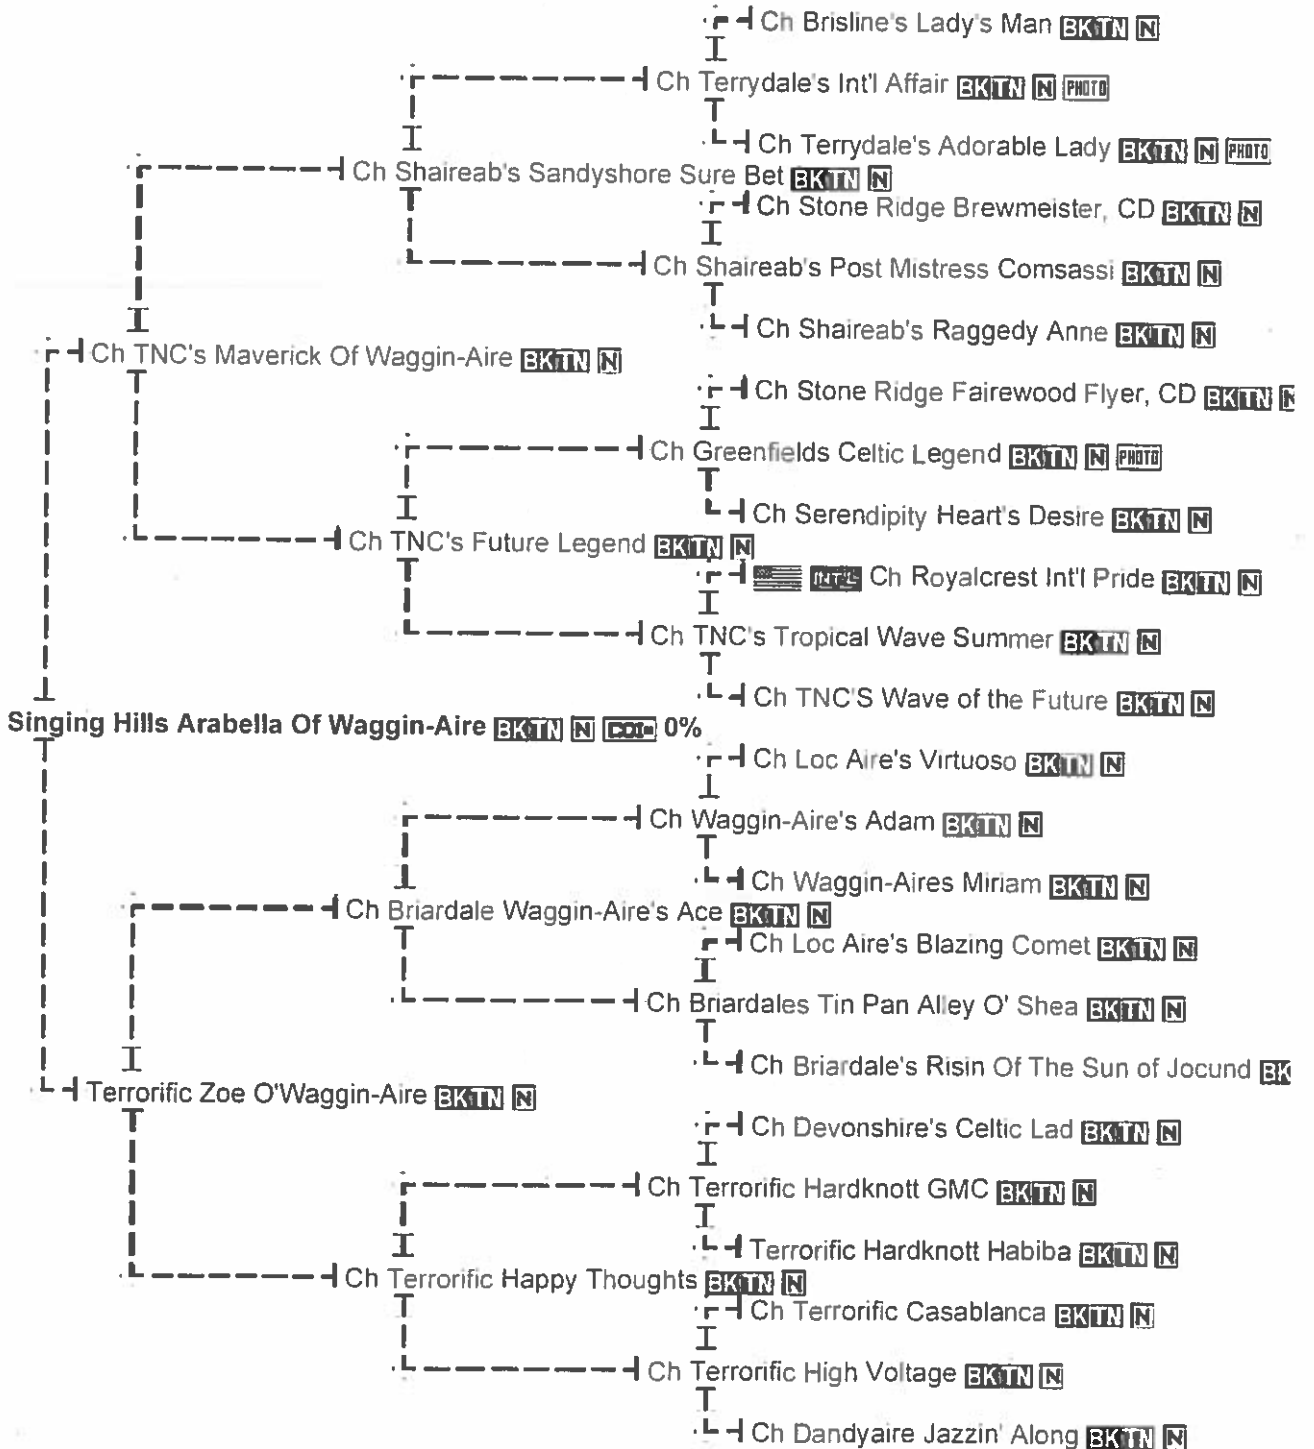 Ch Brisline's Lady's Man BKTN N
Ch Terrydale's Int'l Affair BKTN N PHOTO
Ch Terrydale's Adorable Lady BKTN N PHOTO
Ch Shaireab's Sandyshore Sure Bet BKTN N
Ch Stone Ridge Brewmeister, CD BKTN N
Ch Shaireab's Post Mistress Comsassi BKTN N
Ch Shaireab's Raggedy Anne BKTN N
Ch TNC's Maverick Of Waggin-Aire BKTN N
Ch Stone Ridge Fairewood Flyer, CD BKTN N
Ch Greenfields Celtic Legend BKTN N PHOTO
Ch Serendipity Heart's Desire BKTN N
Ch TNC's Future Legend BKTN N
INT'L Ch Royalcrest Int'l Pride BKTN N
Ch TNC's Tropical Wave Summer BKTN N
Ch TNC'S Wave of the Future BKTN N
Singing Hills Arabella Of Waggin-Aire BKTN N COI= 0%
Ch Loc Aire's Virtuoso BKTN N
Ch Waggin-Aire's Adam BKTN N
Ch Waggin-Aires Miriam BKTN N
Ch Briardale Waggin-Aire's Ace BKTN N
Ch Loc Aire's Blazing Comet BKTN N
Ch Briardales Tin Pan Alley O' Shea BKTN N
Ch Briardale's Risin Of The Sun of Jocund BK
Terrorific Zoe O'Waggin-Aire BKTN N
Ch Devonshire's Celtic Lad BKTN N
Ch Terrorific Hardknott GMC BKTN N
Terrorific Hardknott Habiba BKTN N
Ch Terrorific Happy Thoughts BKTN N
Ch Terrorific Casablanca BKTN N
Ch Terrorific High Voltage BKTN N
Ch Dandyaire Jazzin' Along BKTN N